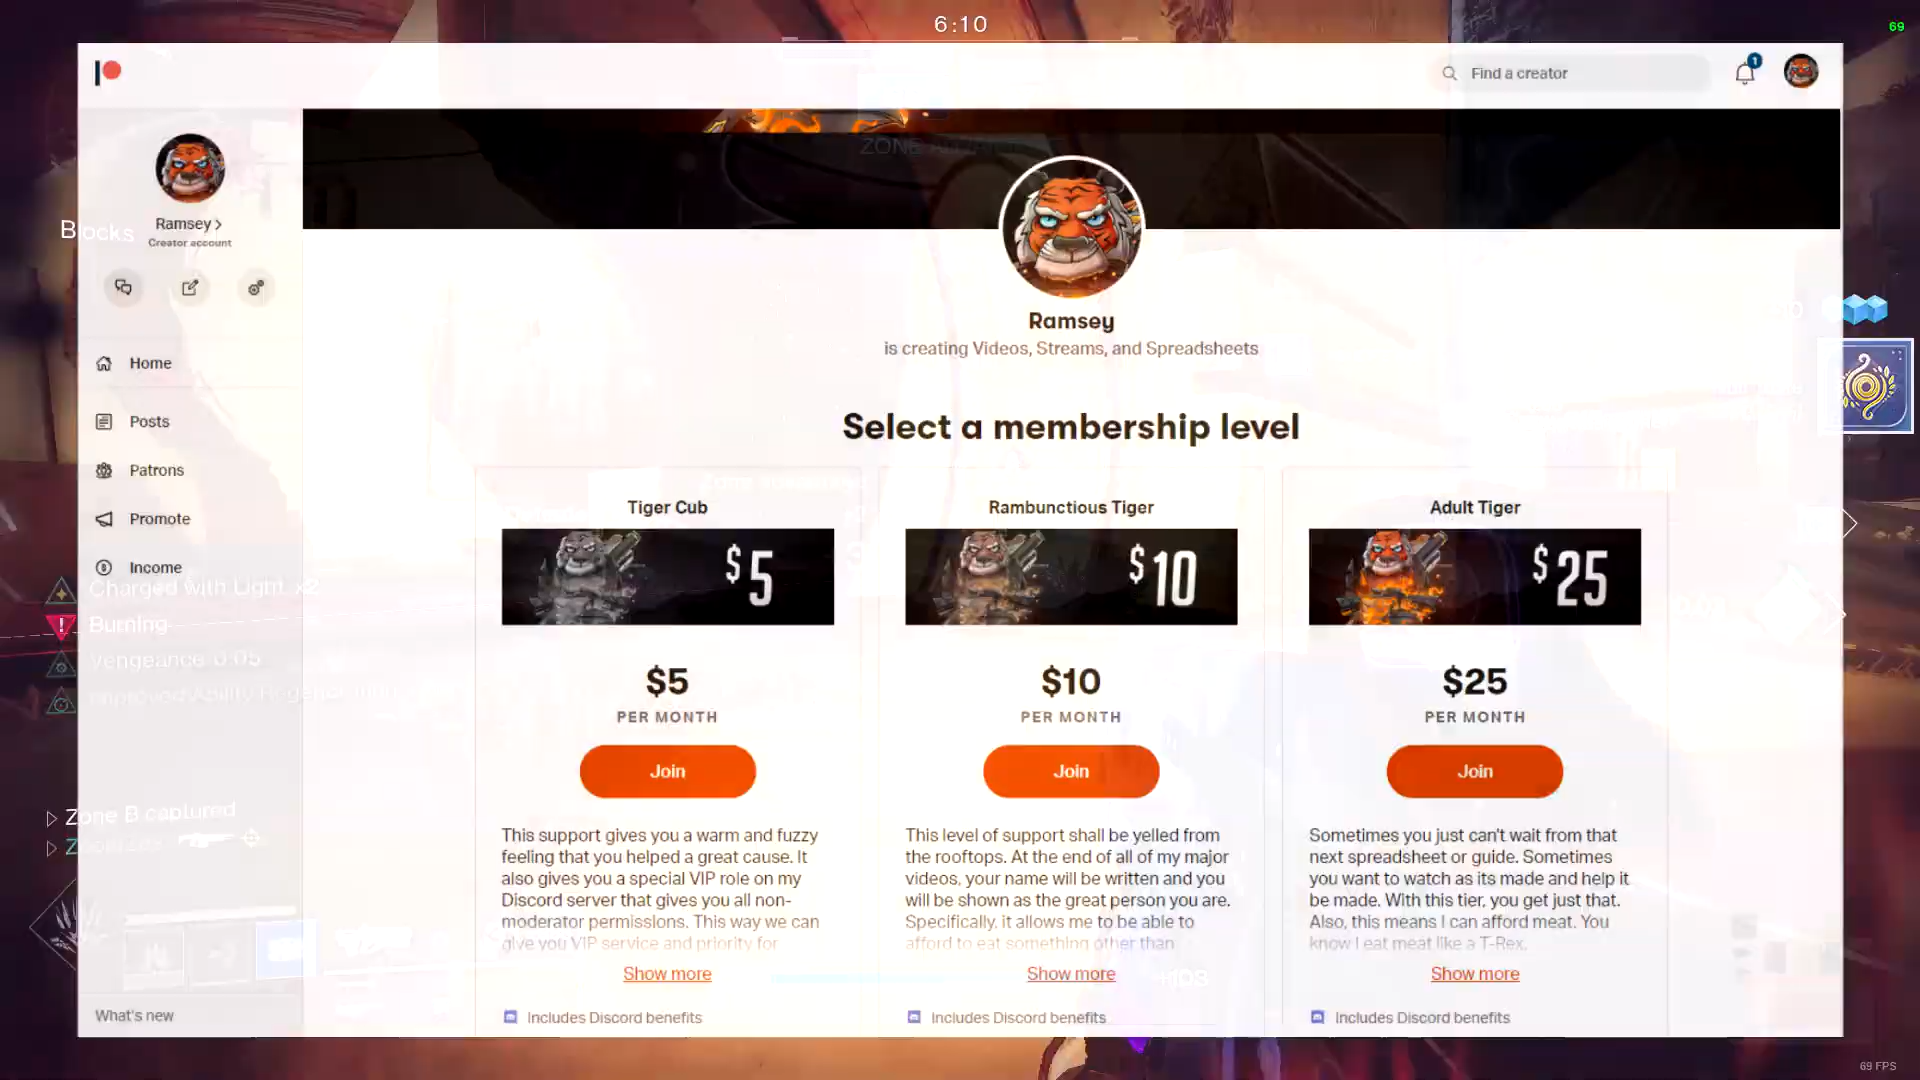 6:10
69
Find a creator
1
Ramsey >
Creator account
Blocks
Home
Posts
Patrons
Promote
Income
Charged with Light x2
Burning
Vengeance 0:05
Improved Ability Regeneration
Zone B captured
What's new
Ramsey
is creating Videos, Streams, and Spreadsheets
Select a membership level
Tiger Cub
$5
$5
PER MONTH
Join
This support gives you a warm and fuzzy
feeling that you helped a great cause. It
also gives you a special VIP role on my
Discord server that gives you all non-
moderator permissions. This way we can
give you VIP service and priority for
Show more
Includes Discord benefits
Rambunctious Tiger
$10
$10
PER MONTH
Join
This level of support shall be yelled from
the rooftops. At the end of all of my major
videos, your name will be written and you
will be shown as the great person you are.
Specifically, it allows me to be able to
afford to eat something other than
Show more
Includes Discord benefits
Adult Tiger
$25
$25
PER MONTH
Join
Sometimes you just can't wait from that
next spreadsheet or guide. Sometimes
you want to watch as its made and help it
be made. With this tier, you get just that.
Also, this means I can afford meat. You
know I eat meat like a T-Rex.
Show more
Includes Discord benefits
69 FPS